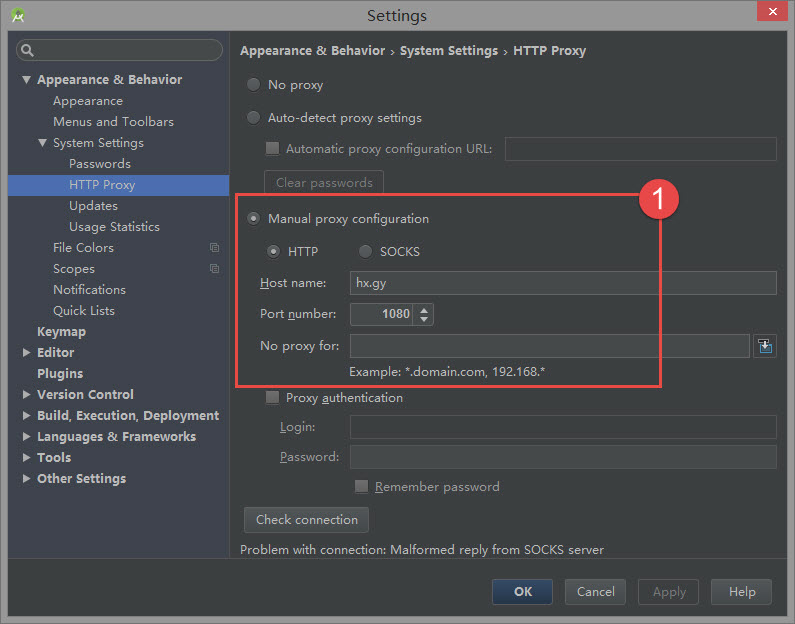 Settings
Appearance & Behavior
Appearance
Menus and Toolbars
System Settings
Passwords
HTTP Proxy
Updates
Usage Statistics
File Colors
Scopes
Notifications
Quick Lists
Keymap
Editor
Plugins
Version Control
Build, Execution, Deployment
Languages & Frameworks
Tools
Other Settings
Appearance & Behavior › System Settings › HTTP Proxy
No proxy
Auto-detect proxy settings
Automatic proxy configuration URL:
Clear passwords
1
Manual proxy configuration
HTTP SOCKS
Host name: hx.gy
Port number: 1080
No proxy for:
Example: *.domain.com, 192.168.*
Proxy authentication
Login:
Password:
Remember password
Check connection
Problem with connection: Malformed reply from SOCKS server
OK Cancel Apply Help